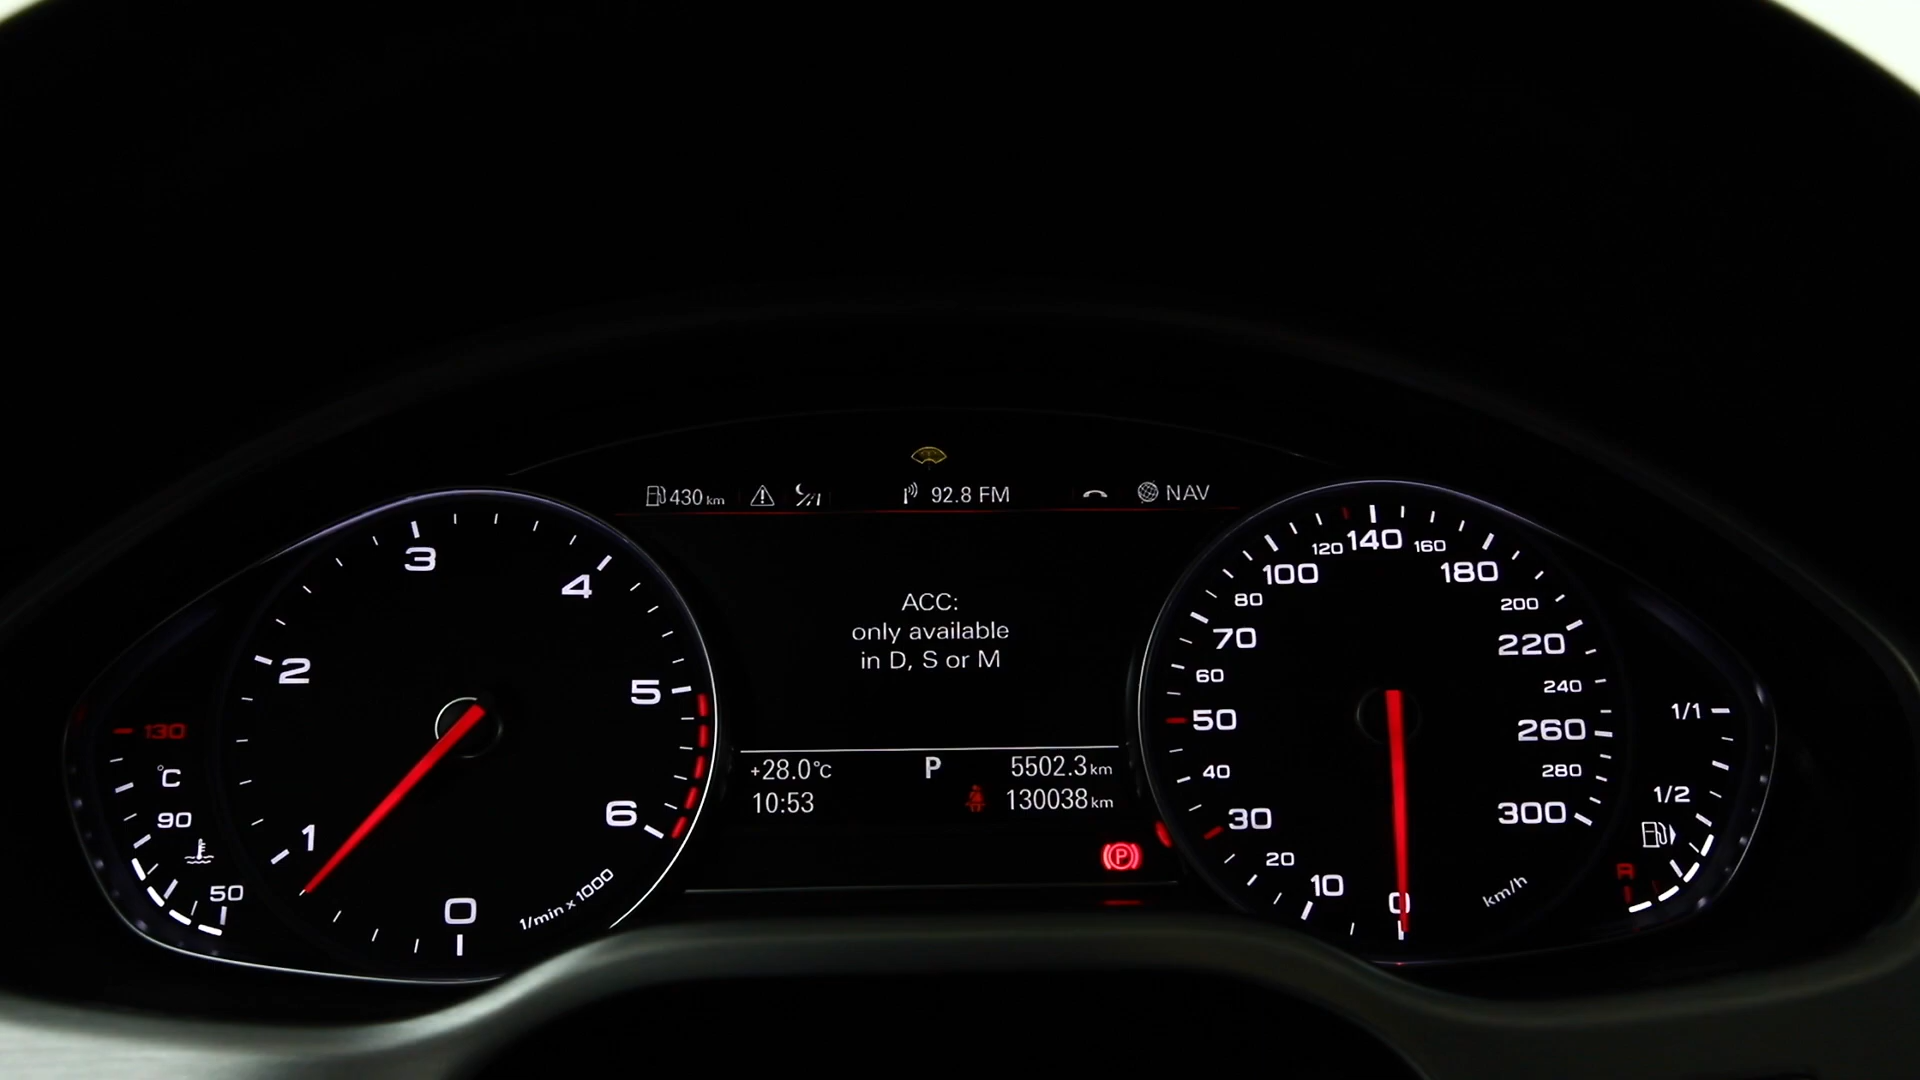 430 km
92.8 FM
NAV
3
4
2
5
1
6
0
1/min x 1000
130
°C
90
50
ACC:
only available
in D, S or M
+28.0°C
P
5502.3 km
10:53
130038 km
(P)
120
140
160
100
180
80
200
70
220
60
240
50
260
40
280
30
300
20
10
0
km/h
1/1
1/2
R